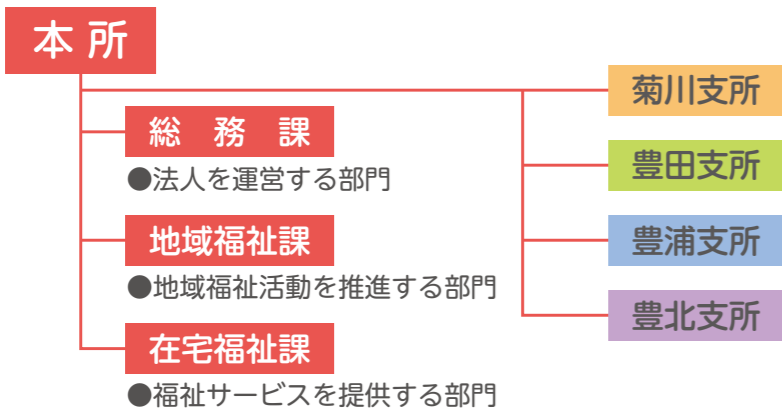 本所
総務課
●法人を運営する部門
地域福祉課
●地域福祉活動を推進する部門
在宅福祉課
●福祉サービスを提供する部門
菊川支所
豊田支所
豊浦支所
豊北支所